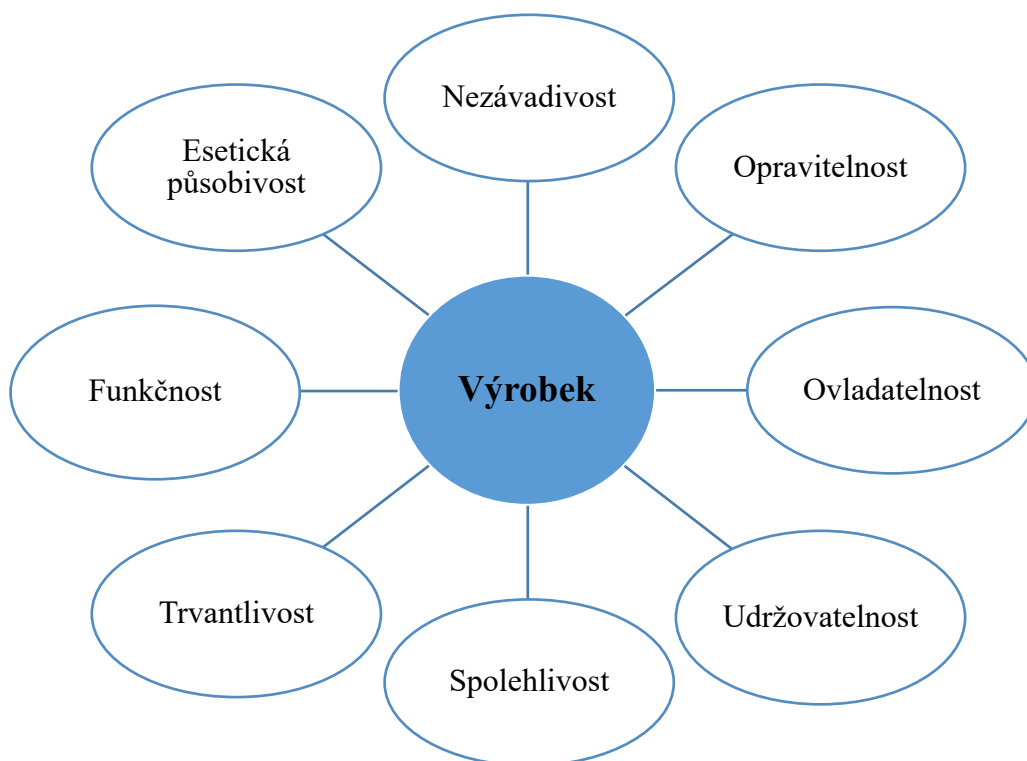 Nezávadivost
Esetická
působivost
Opravitelnost
Funkčnost
Výrobek
Ovladatelnost
Trvantlivost
Udržovatelnost
Spolehlivost